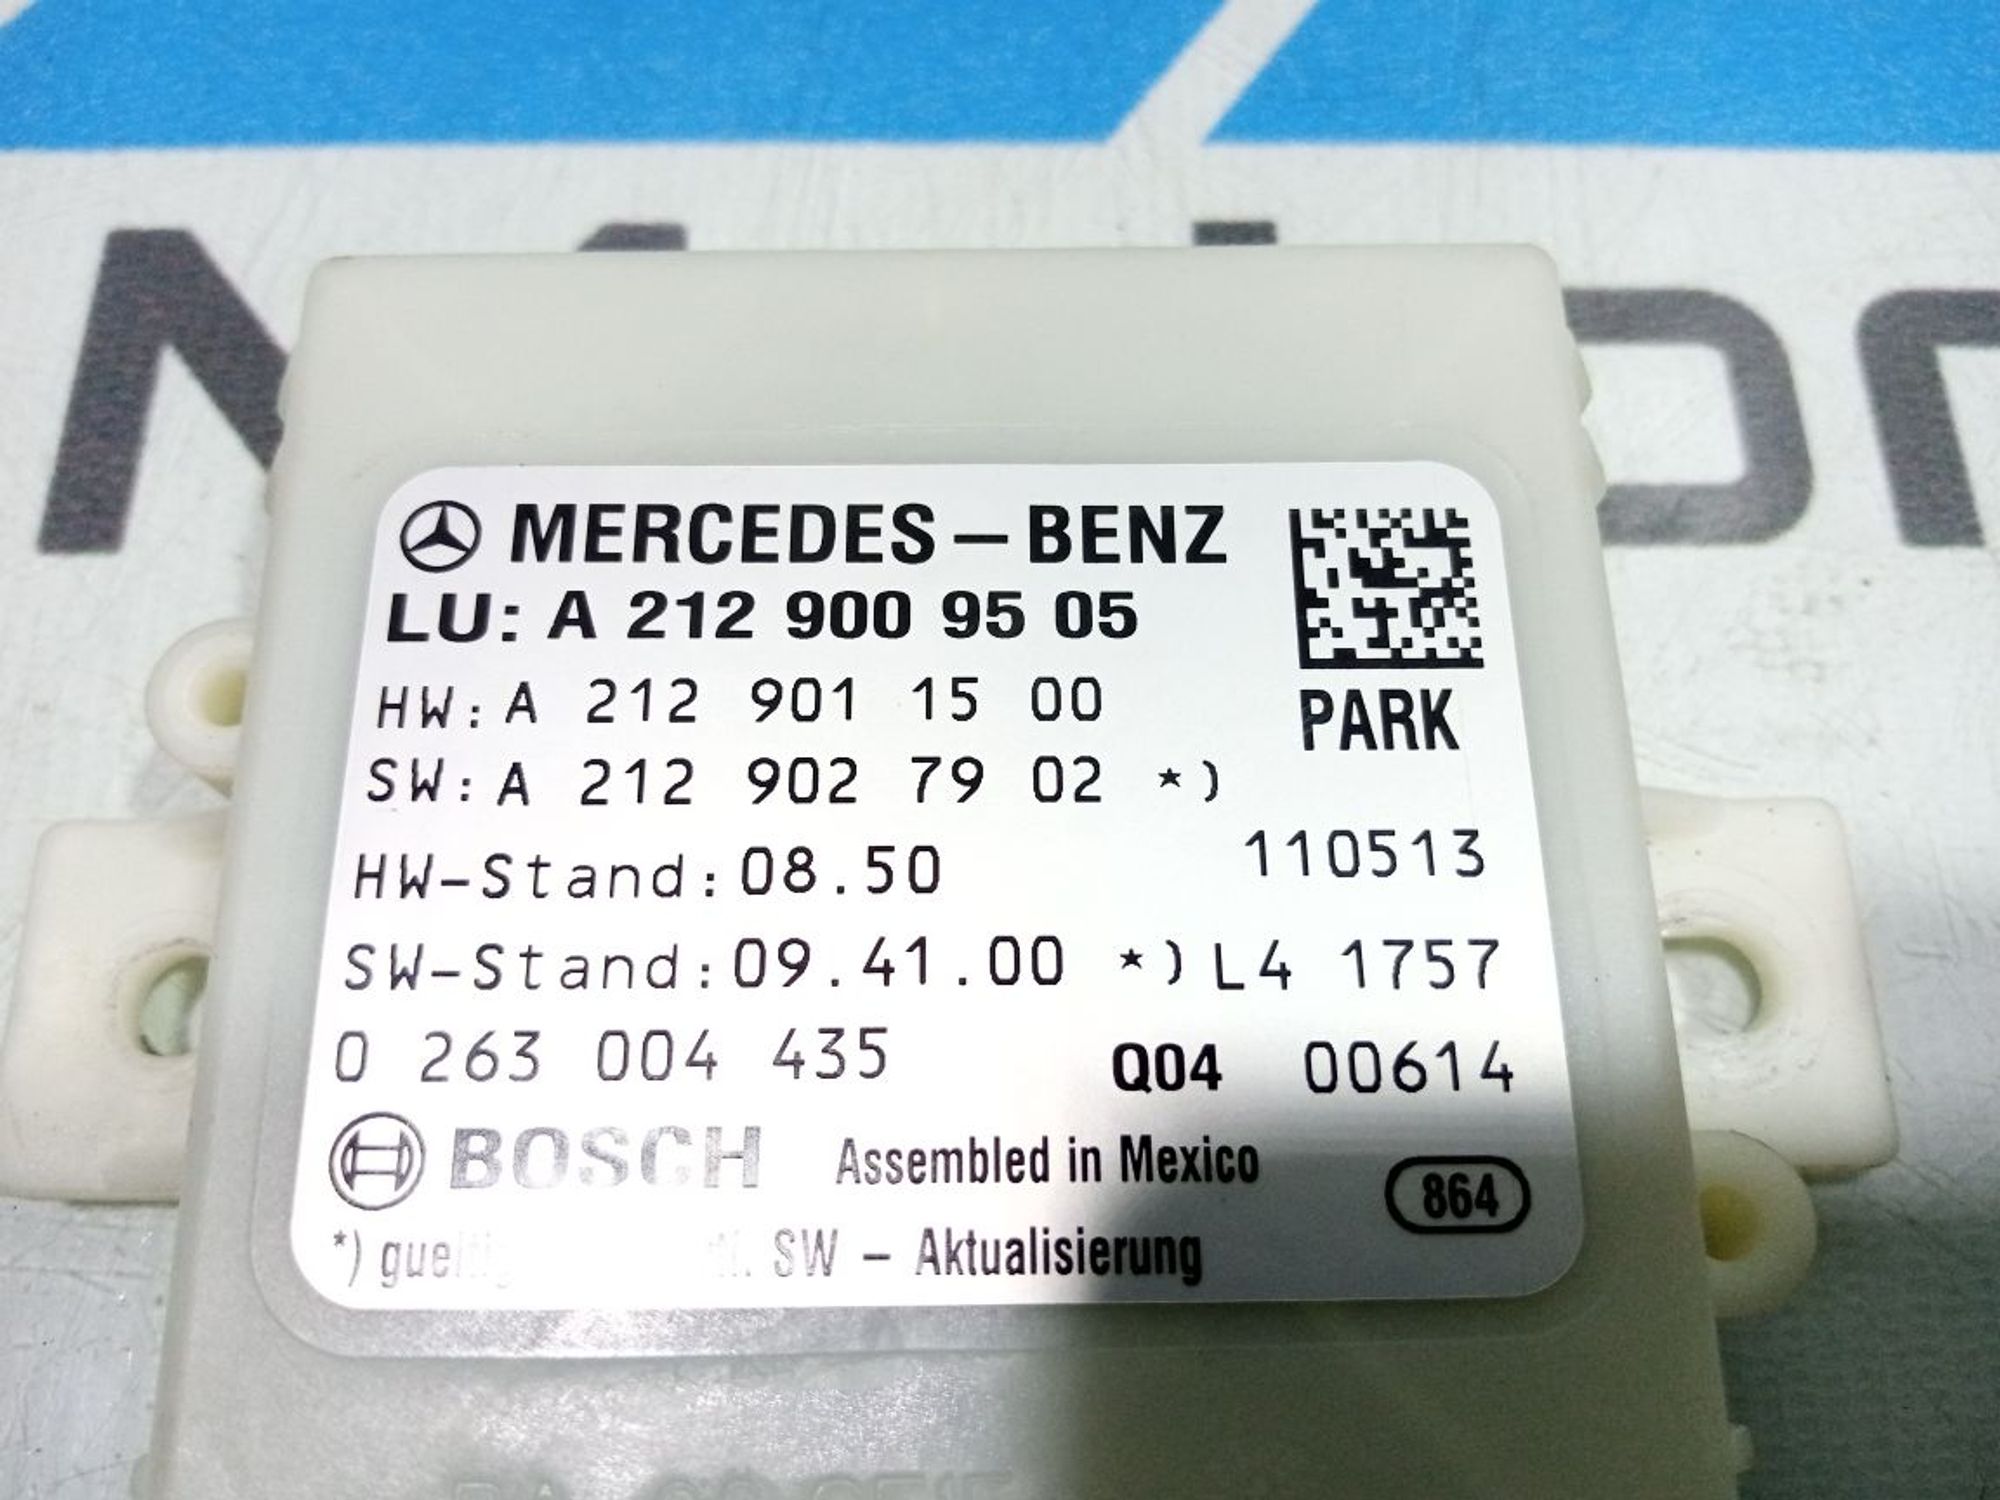 MERCEDES-BENZ
LU: A 212 900 95 05
HW: A 212 901 15 00
PARK
SW: A 212 902 79 02 *)
HW-Stand: 08.50 110513
SW-Stand: 09.41.00 *) L4 1757
0 263 004 435 Q04 00614
BOSCH Assembled in Mexico 864
*) SW - Aktualisierung